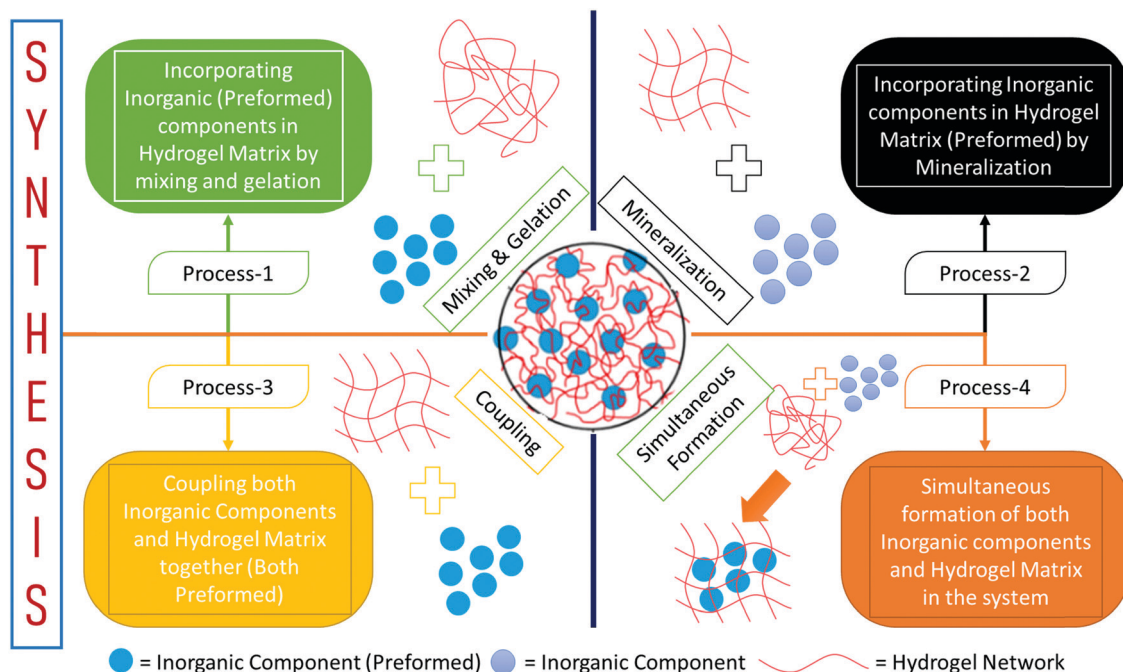 SYNTHESIS
Incorporating
Inorganic (Preformed)
components in
Hydrogel Matrix by
mixing and gelation
Process-1
Mixing & Gelation
Mineralization
Incorporating Inorganic
components in Hydrogel
Matrix (Preformed) by
Mineralization
Process-2
Process-3
Coupling
Coupling both
Inorganic Components
and Hydrogel Matrix
together (Both
Preformed)
Simultaneous
Formation
Process-4
Simultaneous
formation of both
Inorganic components
and Hydrogel Matrix
in the system
= Inorganic Component (Preformed) = Inorganic Component = Hydrogel Network